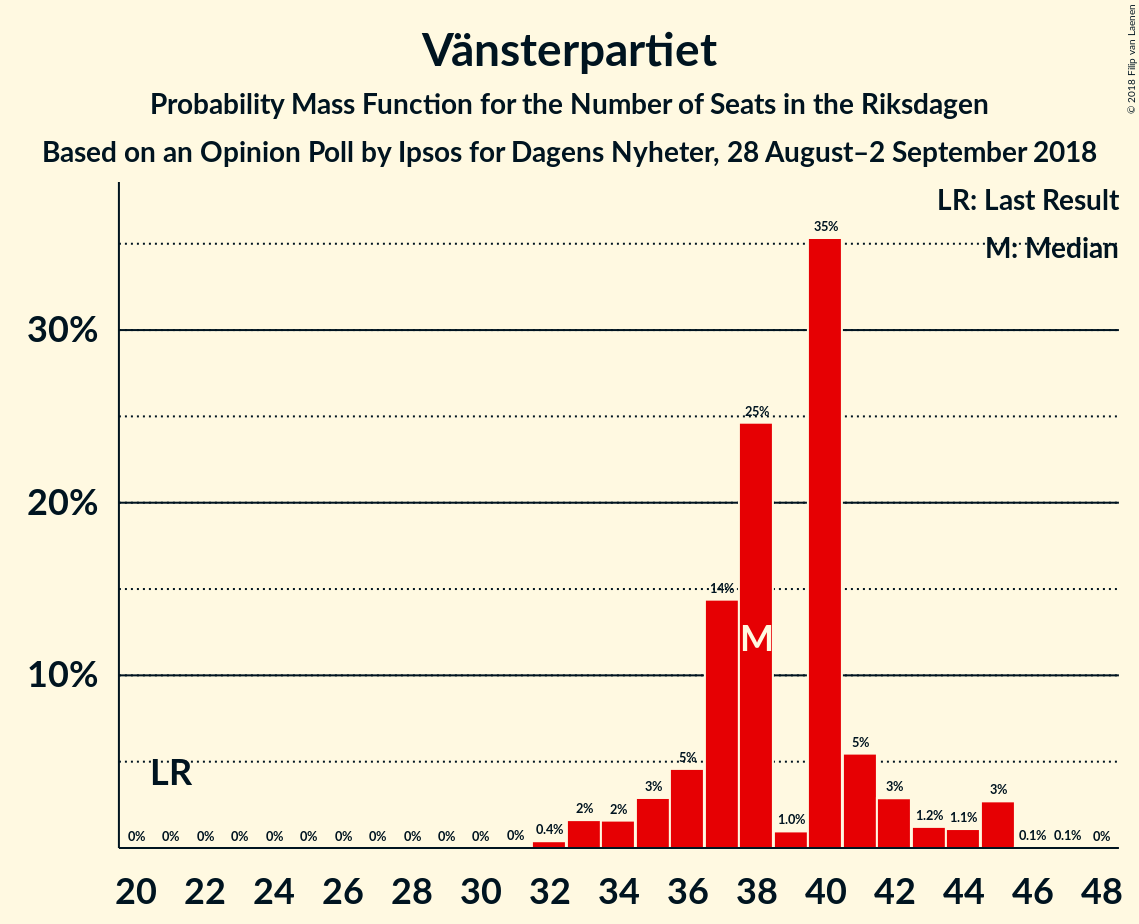 Vänsterpartiet
Probability Mass Function for the Number of Seats in the Riksdagen
Based on an Opinion Poll by Ipsos for Dagens Nyheter, 28 August–2 September 2018
© 2018 Filip van Laenen
LR: Last Result
M: Median
35%
30%
25%
20%
14%
M
10%
LR
0% 0% 0% 0% 0% 0% 0% 0% 0% 0% 0% 0% 0.4% 2% 2% 3% 5% 1.0% 5% 3% 1.2% 1.1% 3% 0.1% 0.1% 0%
20 22 24 26 28 30 32 34 36 38 40 42 44 46 48